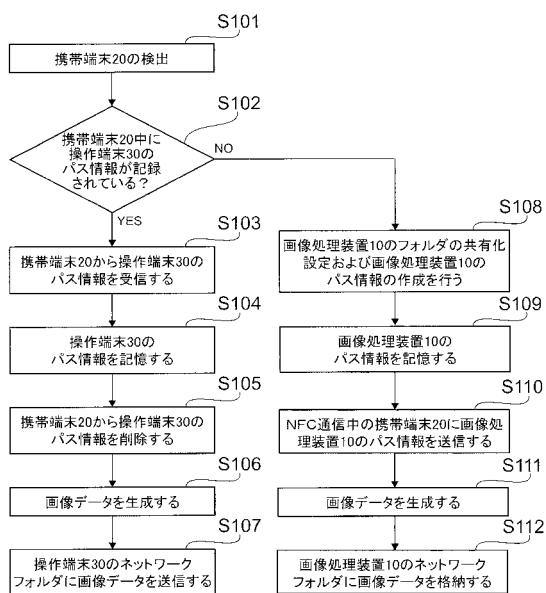 S101
携帯端末20の検出
S102
携帯端末20中に
操作端末30の
パス情報が記録
されている？
NO
YES
S103
携帯端末20から操作端末30の
パス情報を受信する
S104
操作端末30の
パス情報を記憶する
S105
携帯端末20から操作端末30の
パス情報を削除する
S106
画像データを生成する
S107
操作端末30のネットワーク
フォルダに画像データを送信する
S108
画像処理装置10のフォルダの共有化
設定および画像処理装置10の
パス情報の作成を行う
S109
画像処理装置10の
パス情報を記憶する
S110
NFC通信中の携帯端末20に画像処
理装置10のパス情報を送信する
S111
画像データを生成する
S112
画像処理装置10のネットワーク
フォルダに画像データを格納する